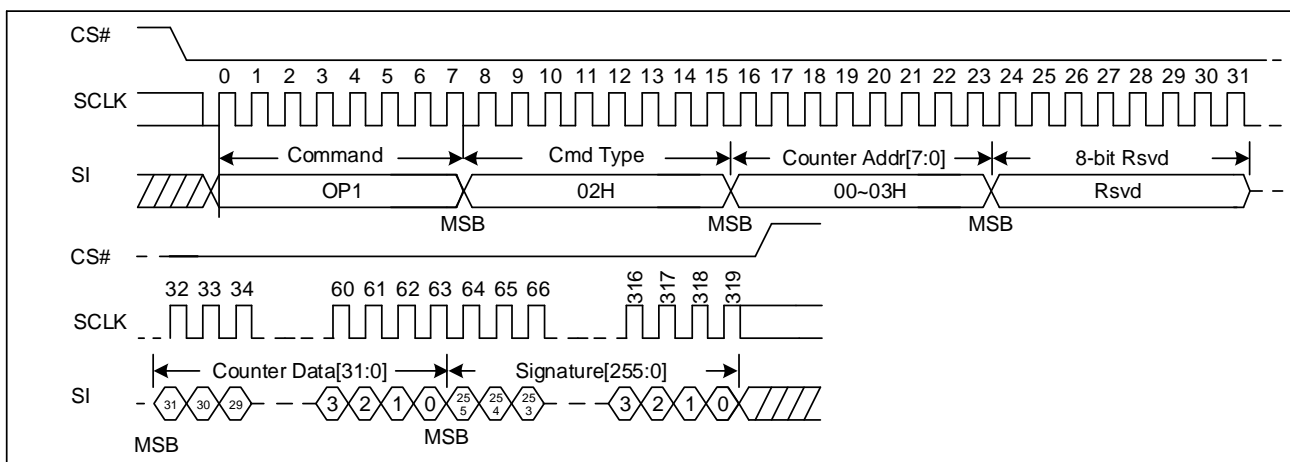 CS#
0 1 2 3 4 5 6 7 8 9 10 11 12 13 14 15 16 17 18 19 20 21 22 23 24 25 26 27 28 29 30 31
SCLK
Command Cmd Type Counter Addr[7:0] 8-bit Rsvd
SI
OP1 02H 00~03H Rsvd
MSB MSB MSB
CS#
32 33 34 60 61 62 63 64 65 66 316 317 318 319
SCLK
Counter Data[31:0] Signature[255:0]
SI
31 30 29 3 2 1 0 255 254 253 3 2 1 0
MSB MSB